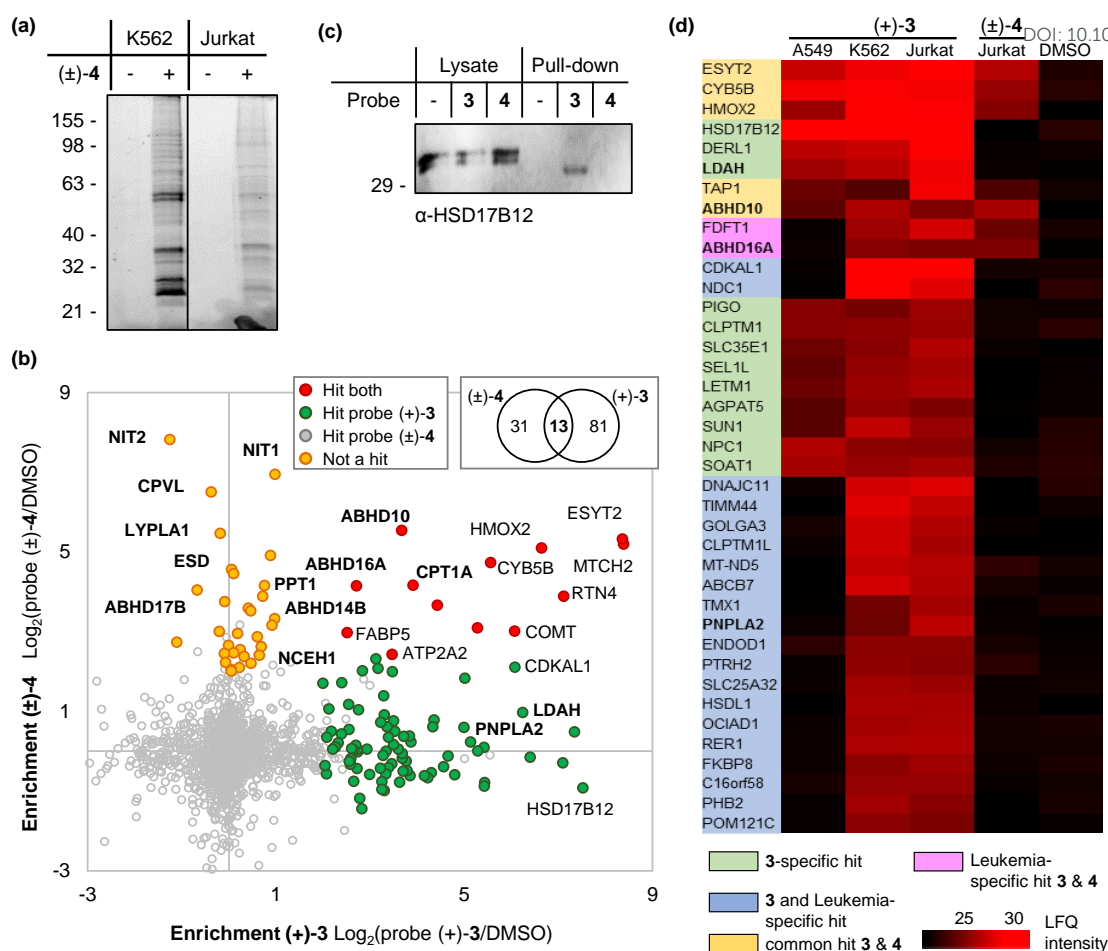 (a)
K562 Jurkat
(±)-4 - + - +
155 -
98 -
63 -
40 -
32 -
21 -
(c)
Lysate Pull-down
Probe - 3 4 - 3 4
29 -
α-HSD17B12
(b)
9
5
1
-3
-3 1 5 9
Enrichment (±)-4 Log2(probe (±)-4/DMSO)
Enrichment (+)-3 Log2(probe (+)-3/DMSO)
Hit both
Hit probe (+)-3
Hit probe (±)-4
Not a hit
(±)-4 (+)-3
31 13 81
NIT2
NIT1
CPVL
LYPLA1
ABHD10
HMOX2
ESYT2
ESD
ABHD16A
CPT1A
CYB5B
MTCH2
PPT1
RTN4
ABHD17B
ABHD14B
FABP5
COMT
NCEH1
ATP2A2
CDKAL1
LDAH
PNPLA2
HSD17B12
(d)
(+)-3 (±)-4
DOI: 10.10
A549 K562 Jurkat Jurkat DMSO
ESYT2
CYB5B
HMOX2
HSD17B12
DERL1
LDAH
TAP1
ABHD10
FDFT1
ABHD16A
CDKAL1
NDC1
PIGO
CLPTM1
SLC35E1
SEL1L
LETM1
AGPAT5
SUN1
NPC1
SOAT1
DNAJC11
TIMM44
GOLGA3
CLPTM1L
MT-ND5
ABCB7
TMX1
PNPLA2
ENDOD1
PTRH2
SLC25A32
HSDL1
OCIAD1
RER1
FKBP8
C16orf58
PHB2
POM121C
3-specific hit
3 and Leukemia-
specific hit
common hit 3 & 4
Leukemia-
specific hit 3 & 4
25 30
LFQ
intensity